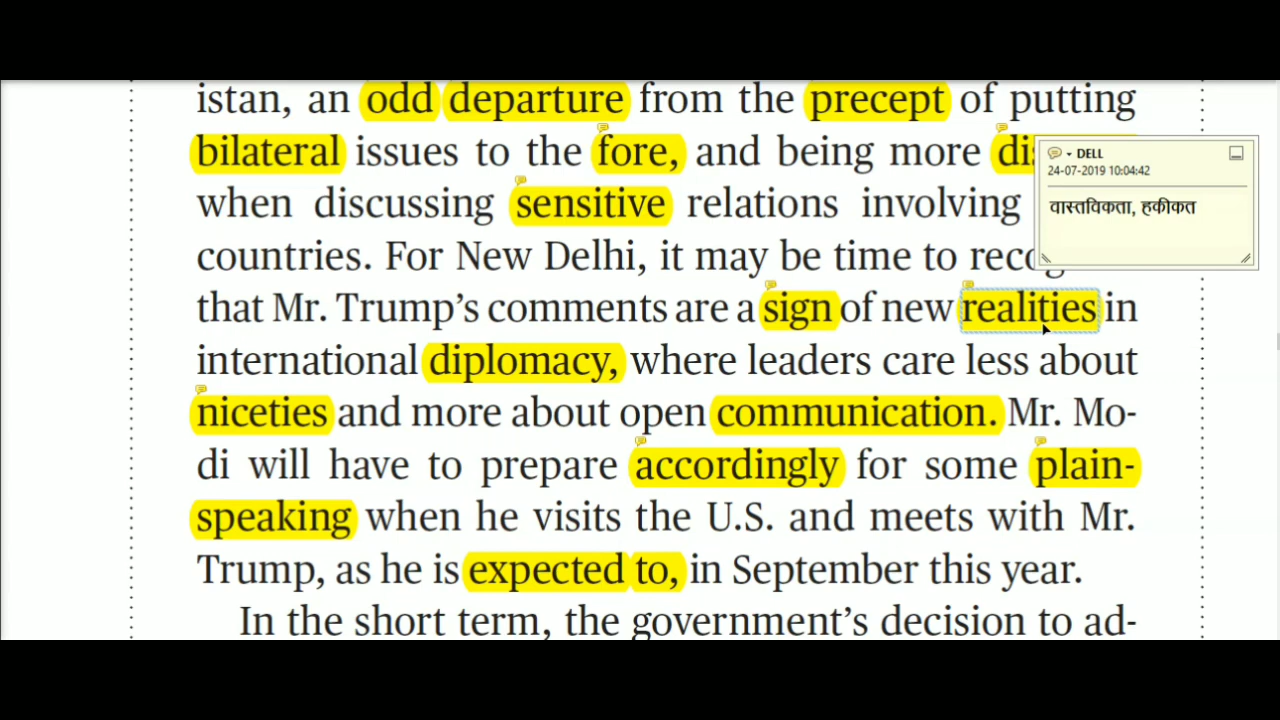 istan, an odd departure from the precept of putting
bilateral issues to the fore, and being more
when discussing sensitive relations involving
countries. For New Delhi, it may be time to
that Mr. Trump's comments are a sign of new realities in
international diplomacy, where leaders care less about
niceties and more about open communication. Mr. Mo-
di will have to prepare accordingly for some plain-
speaking when he visits the U.S. and meets with Mr.
Trump, as he is expected to, in September this year.
In the short term, the government's decision to ad-
DELL
24-07-2019 10:04:42
वास्तविकता, हकीकत